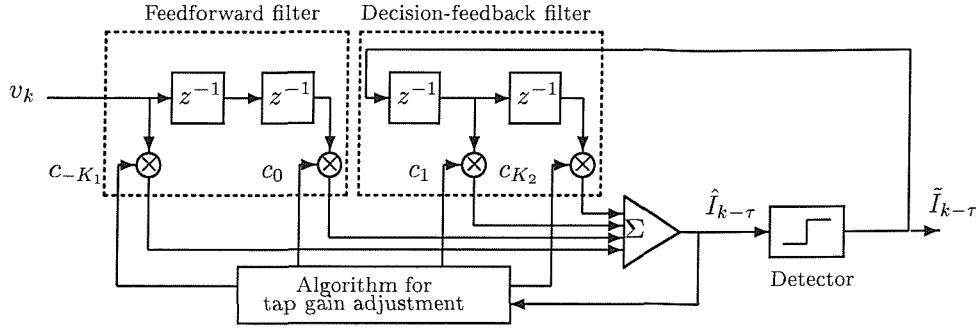 Feedforward filter
Decision-feedback filter
v_k
z^{-1}
z^{-1}
z^{-1}
z^{-1}
c_{-K_1}
c_0
c_1
c_{K_2}
Σ
Î_{k-τ}
Ĩ_{k-τ}
Detector
Algorithm for
tap gain adjustment